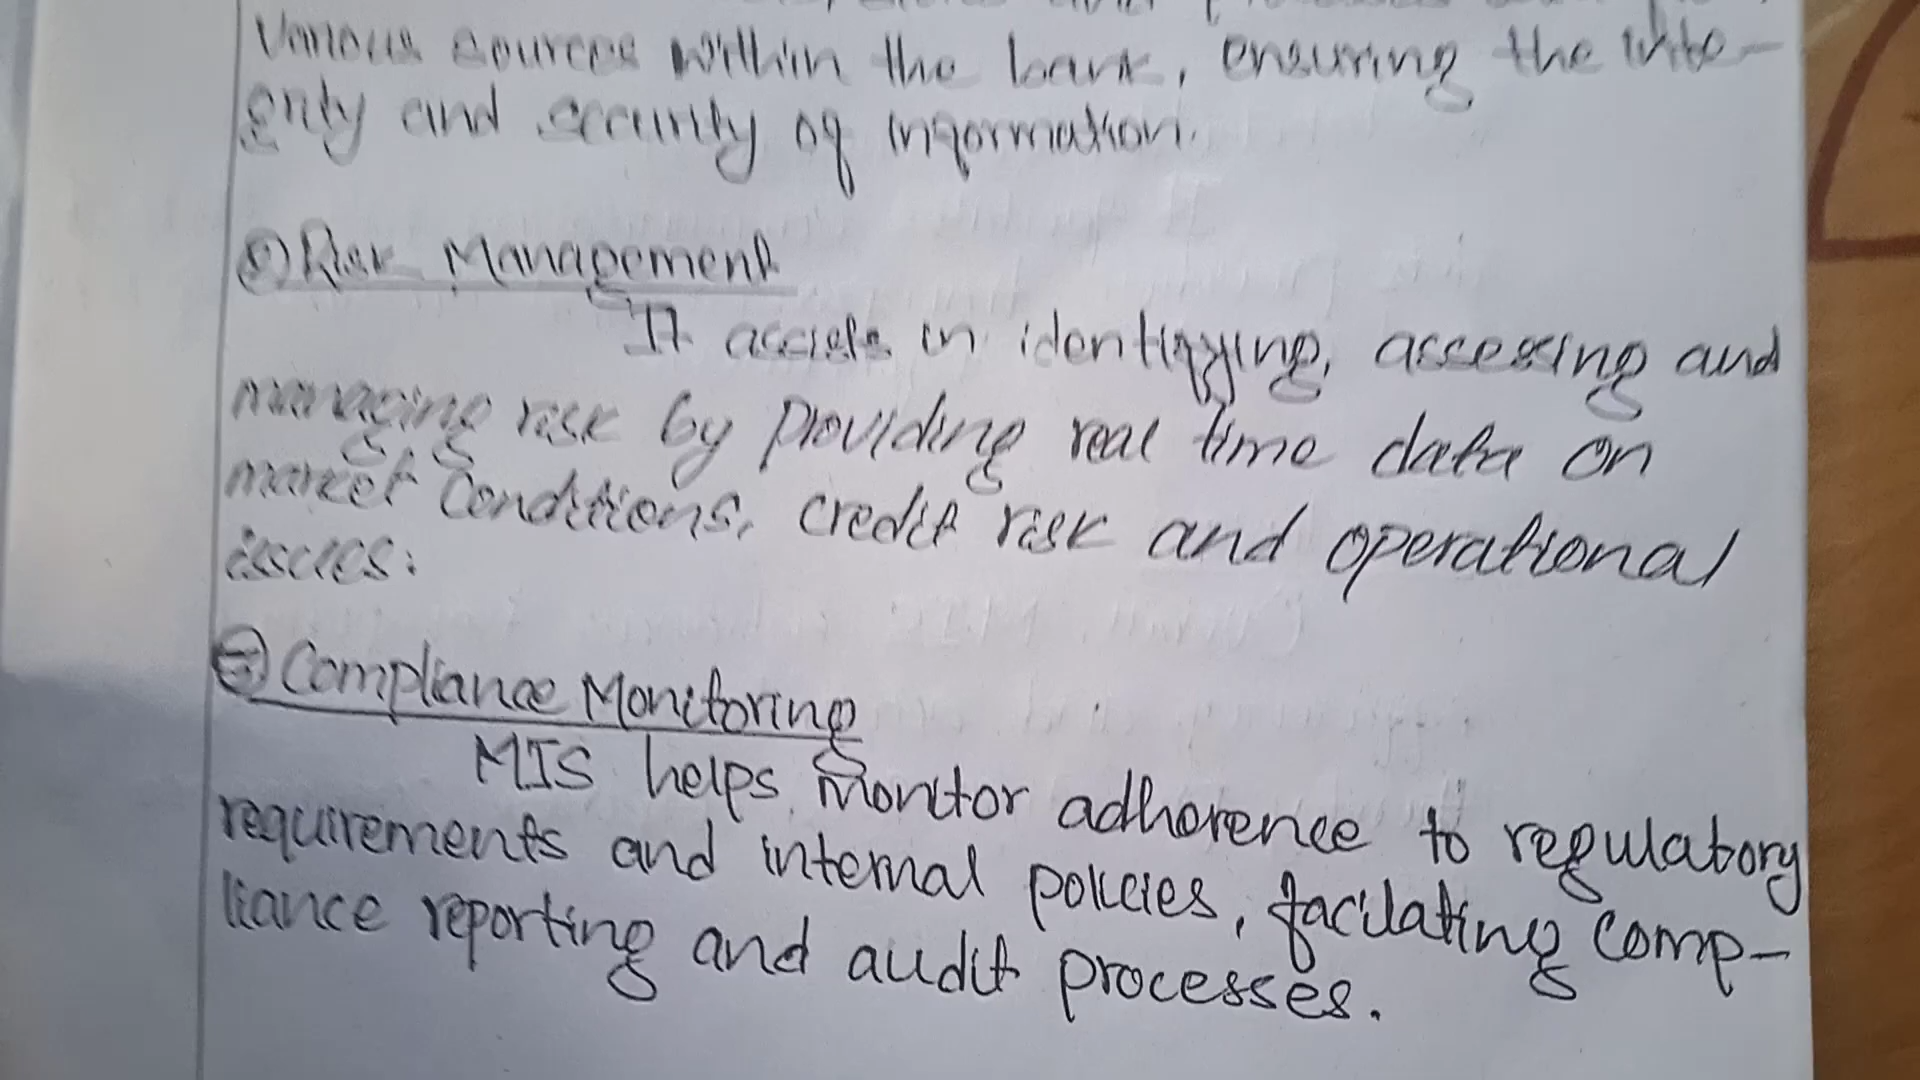 Various sources within the bank, ensuring the inte-
grity and security of information.
Risk Management
It assists in identifying, assessing and
managing risk by providing real time data on
market Conditions, credit risk and operational
issues.
Compliance Monitoring
MIS helps monitor adherence to regulatory
requirements and internal policies, facilating comp-
liance reporting and audit processes.